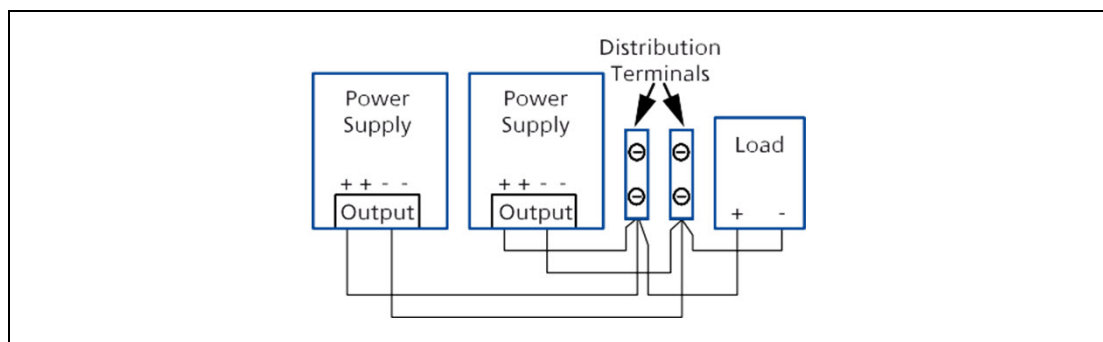 Distribution
Terminals
Power
Supply
+ + - -
Output
Power
Supply
+ + - -
Output
Load
+ -